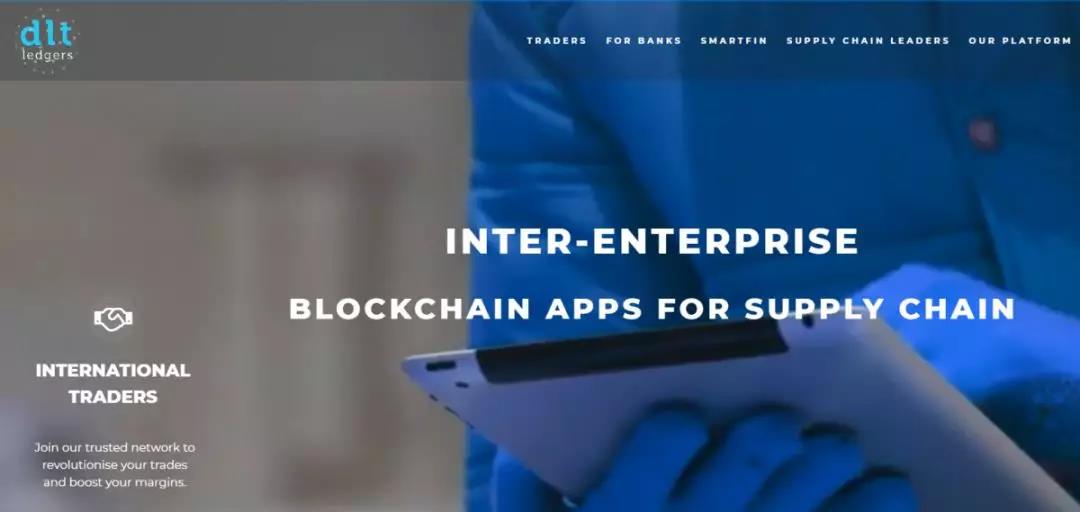 dlt
ledgers
TRADERS FOR BANKS SMARTFIN SUPPLY CHAIN LEADERS OUR PLATFORM
INTER-ENTERPRISE
BLOCKCHAIN APPS FOR SUPPLY CHAIN
INTERNATIONAL
TRADERS
Join our trusted network to
revolutionise your trades
and boost your margins.